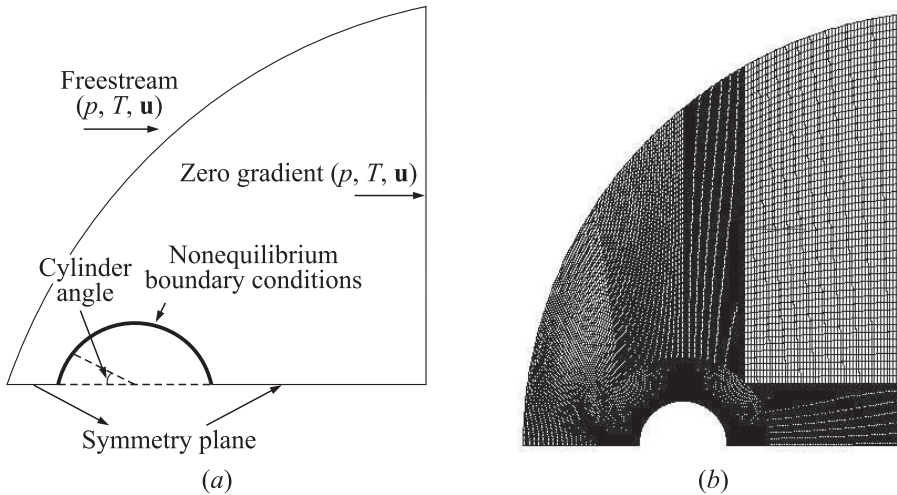 Freestream
(p, T, u)
Zero gradient (p, T, u)
Nonequilibrium
boundary conditions
Cylinder
angle
Symmetry plane
(a)
(b)